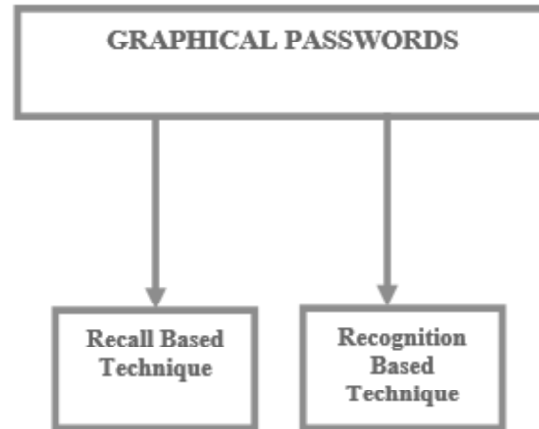 GRAPHICAL PASSWORDS
Recall Based
Technique
Recognition
Based
Technique